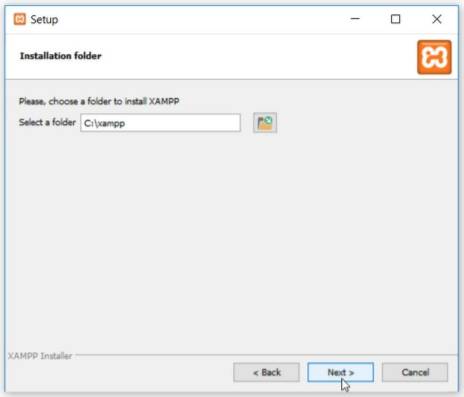 Setup
Installation folder
Please, choose a folder to install XAMPP
Select a folder C:\xampp
XAMPP Installer
< Back Next > Cancel